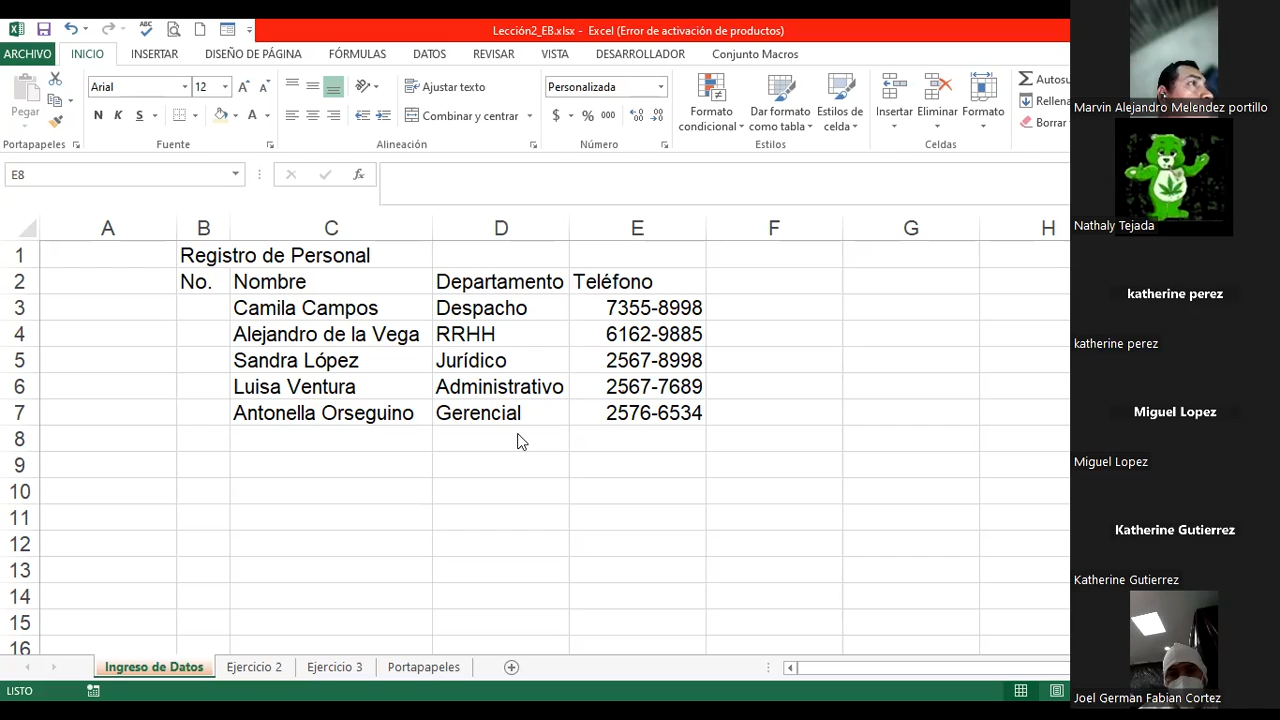 Lección2_EB.xlsx - Excel (Error de activación de productos)
ARCHIVO INICIO INSERTAR DISEÑO DE PÁGINA FÓRMULAS DATOS REVISAR VISTA DESARROLLADOR Conjunto Macros
Pegar
Arial 12
N K S
Ajustar texto
Combinar y centrar
Personalizada
$ % 000
Formato condicional
Dar formato como tabla
Estilos de celda
Insertar
Eliminar
Formato
Autosu
Rellena
Borrar
Portapapeles Fuente Alineación Número Estilos Celdas
E8 fx
A B C D E F G H
1 Registro de Personal
2 No. Nombre Departamento Teléfono
3 Camila Campos Despacho 7355-8998
4 Alejandro de la Vega RRHH 6162-9885
5 Sandra López Jurídico 2567-8998
6 Luisa Ventura Administrativo 2567-7689
7 Antonella Orseguino Gerencial 2576-6534
8
9
10
11
12
13
14
15
16
Ingreso de Datos Ejercicio 2 Ejercicio 3 Portapapeles
LISTO
Marvin Alejandro Melendez portillo
Nathaly Tejada
katherine perez
katherine perez
Miguel Lopez
Miguel Lopez
Katherine Gutierrez
Katherine Gutierrez
Joel German Fabian Cortez